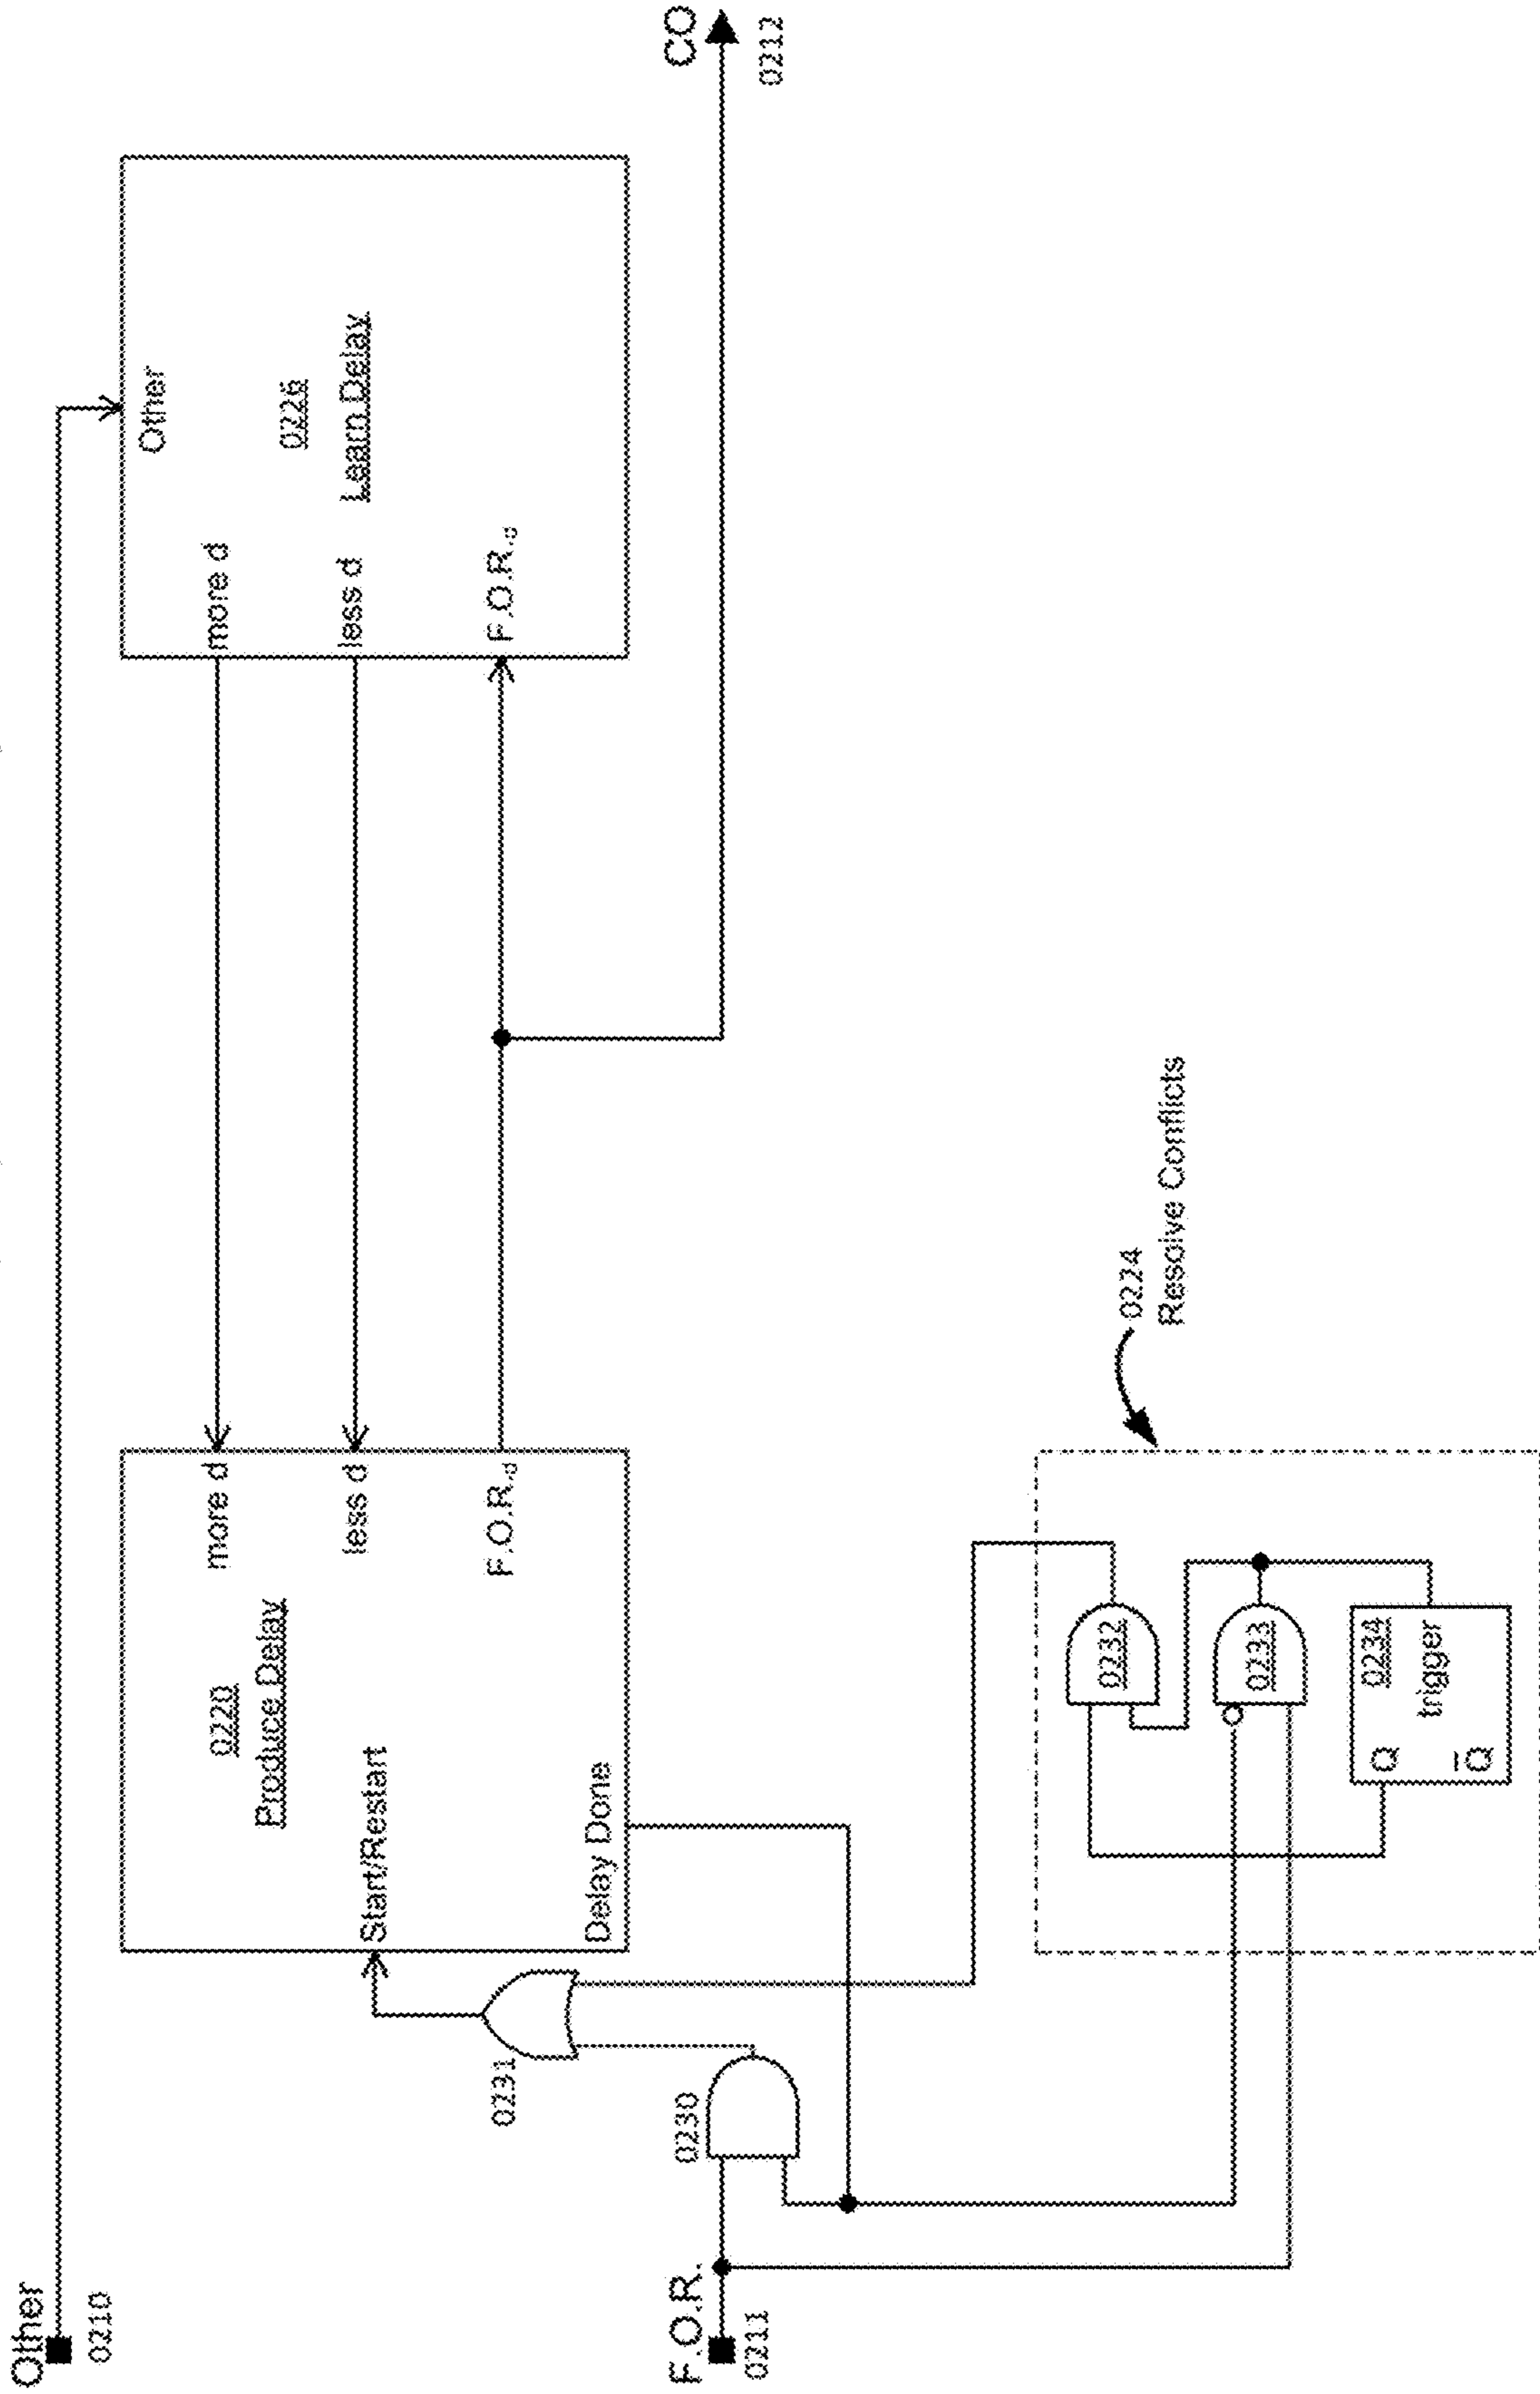 Other
0210
Other
0226
Learn Delay
more d
less d
F.O.R.d
CO
0212
0220
Produce Delay
more d
less d
F.O.R.d
Start/Restart
Delay Done
0231
0230
F.O.R.
0211
0224
Resolve Conflicts
0232
0233
0234
trigger
Q
Q̅